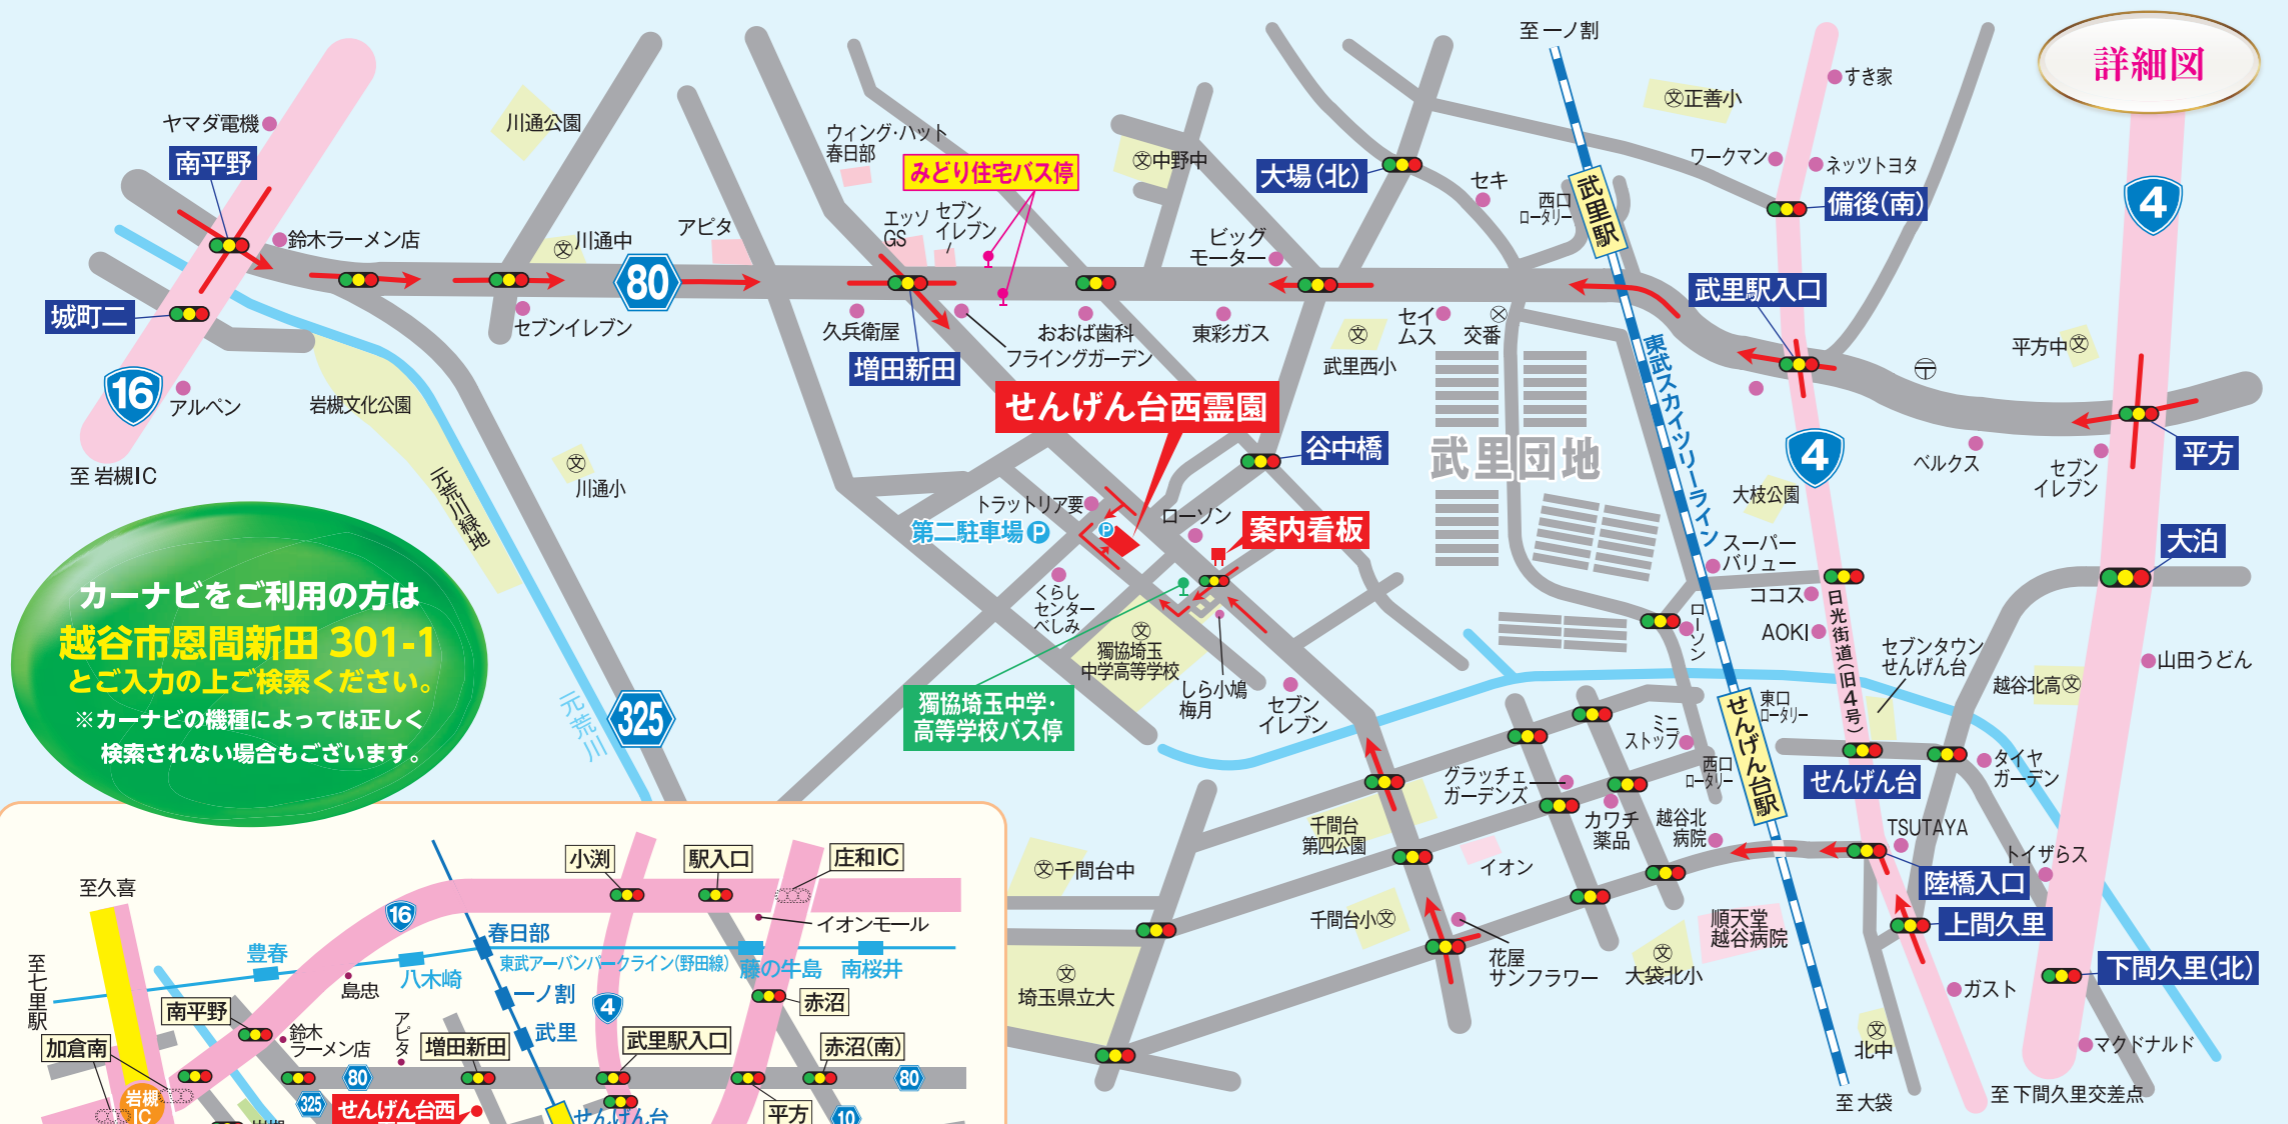 詳細図
至 一ノ割
すき家
正善小
ワークマン
ネッツトヨタ
備後(南)
4
ヤマダ電機
南平野
鈴木ラーメン店
川通公園
川通中
80
アピタ
ウィング・ハット
春日部
みどり住宅バス停
エッソ
GS
セブン
イレブン
中野中
大場(北)
セキ
西口
ロータリー
武里駅
ビッグ
モーター
城町二
16
アルペン
至 岩槻IC
岩槻文化公園
セブンイレブン
久兵衛屋
増田新田
フライングガーデン
おおば歯科
東彩ガス
武里西小
セイ
ムス
交番
東武スカイツリーライン
武里駅入口
平方中
平方
ベルクス
セブン
イレブン
大泊
4
大枝公園
元荒川緑地
川通小
せんげん台西霊園
谷中橋
武里団地
トラットリア要
第二駐車場 P
P
ローソン
案内看板
くらし
センター
べしみ
獨協埼玉
中学高等学校
しら小鳩
梅月
セブン
イレブン
獨協埼玉中学・
高等学校バス停
スーパー
バリュー
ココス
AOKI
ローソン
日光街道(旧4号)
セブンタウン
せんげん台
越谷北高
山田うどん
カーナビをご利用の方は
越谷市恩間新田 301-1
とご入力の上ご検索ください。
※カーナビの機種によっては正しく
検索されない場合もございます。
元荒川
325
ミニ
ストップ
西口
ロータリー
東口
ロータリー
せんげん台駅
せんげん台
タイヤ
ガーデン
グラッチェ
ガーデンズ
カワチ
薬品
越谷北
病院
TSUTAYA
トイザらス
陸橋入口
上間久里
下間久里(北)
千間台
第四公園
イオン
千間台中
千間台小
花屋
サンフラワー
大袋北小
順天堂
越谷病院
埼玉県立大
ガスト
北中
マクドナルド
至 大袋
至 下間久里交差点
至久喜
至七里駅
豊春
16
八木崎
春日部
東武アーバンパークライン(野田線)
藤の牛島
南桜井
小渕
駅入口
庄和IC
イオンモール
島忠
南平野
鈴木
ラーメン店
加倉南
アピタ
増田新田
一ノ割
武里
4
武里駅入口
赤沼
赤沼(南)
80
80
325
岩槻
IC
せんげん台西
せんげん台
平方
10